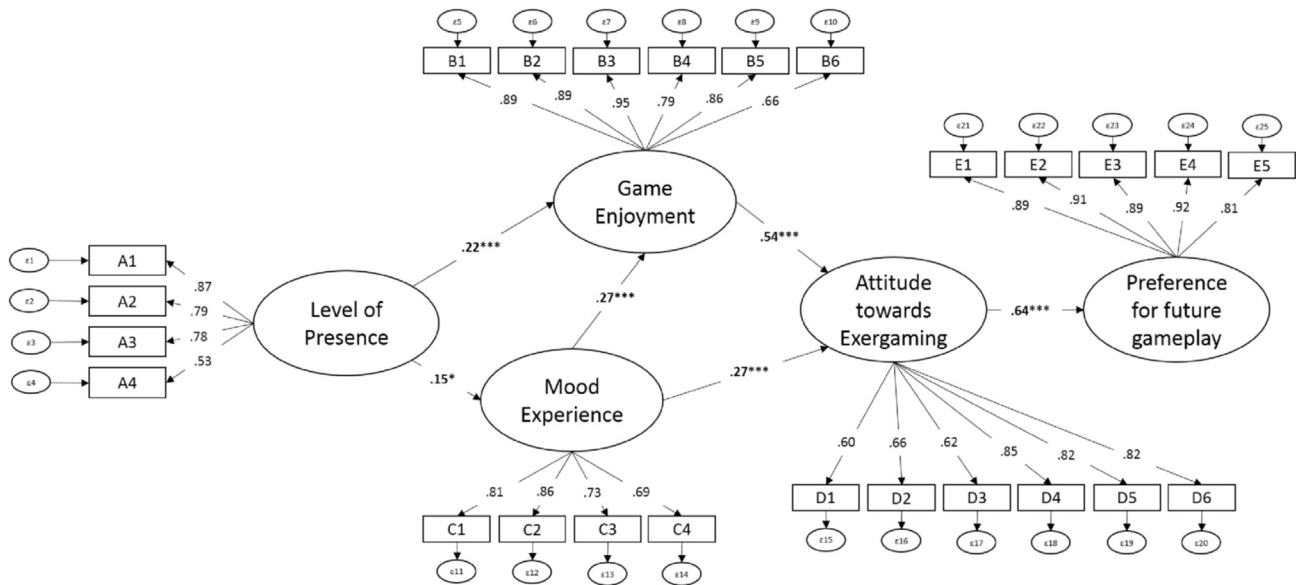 ε5 ε6 ε7 ε8 ε9 ε10
B1 B2 B3 B4 B5 B6
.89 .89 .95 .79 .86 .66
Game
Enjoyment
ε21 ε22 ε23 ε24 ε25
E1 E2 E3 E4 E5
.89 .91 .89 .92 .81
.22***
.54***
ε1 A1
ε2 A2
ε3 A3
ε4 A4
.87
.79
.78
.53
Level of
Presence
.27***
Attitude
towards
Exergaming
.64***
Preference
for future
gameplay
.15*
Mood
Experience
.27***
.81 .86 .73 .69
C1 C2 C3 C4
ε11 ε12 ε13 ε14
.60 .66 .62 .85 .82 .82
D1 D2 D3 D4 D5 D6
ε15 ε16 ε17 ε18 ε19 ε20